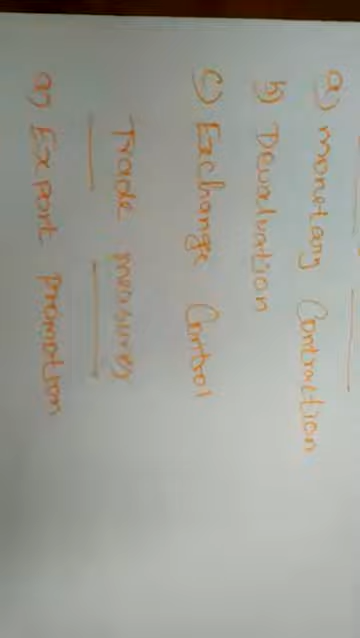 a) Monetary Contraction
b) Devaluation
c) Exchange Control
Trade measures
a) Export Promotion